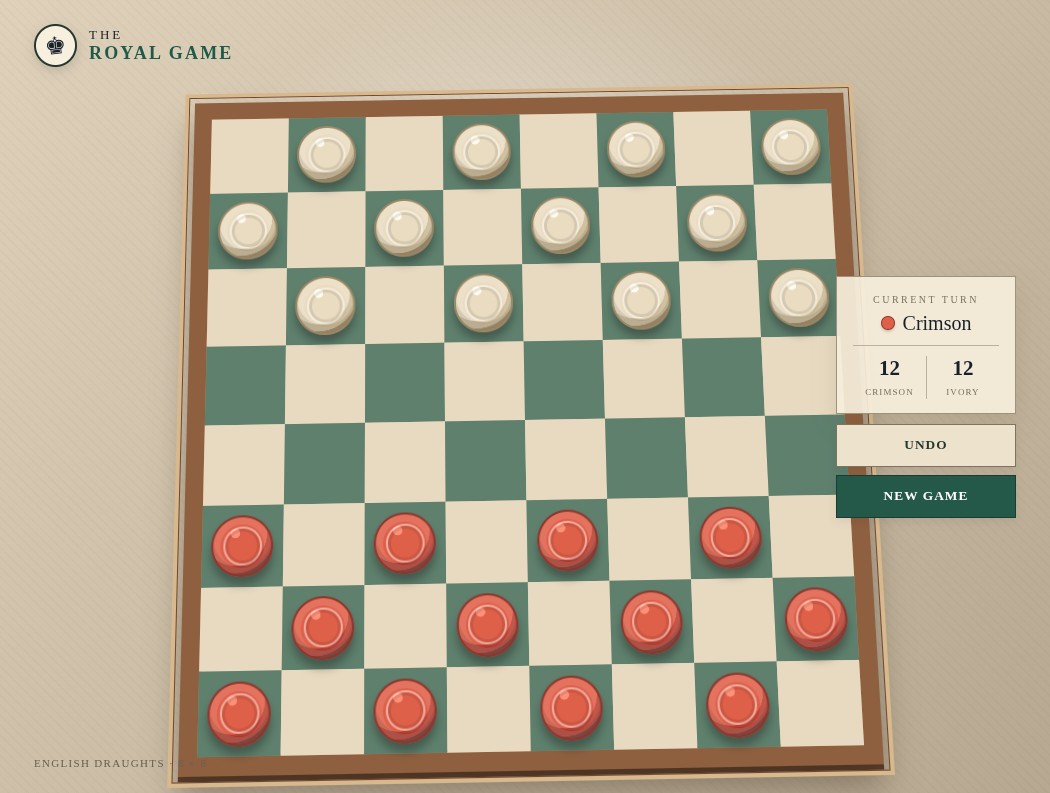 THE
ROYAL GAME
CURRENT TURN
Crimson
12 12
CRIMSON IVORY
UNDO
NEW GAME
ENGLISH DRAUGHTS